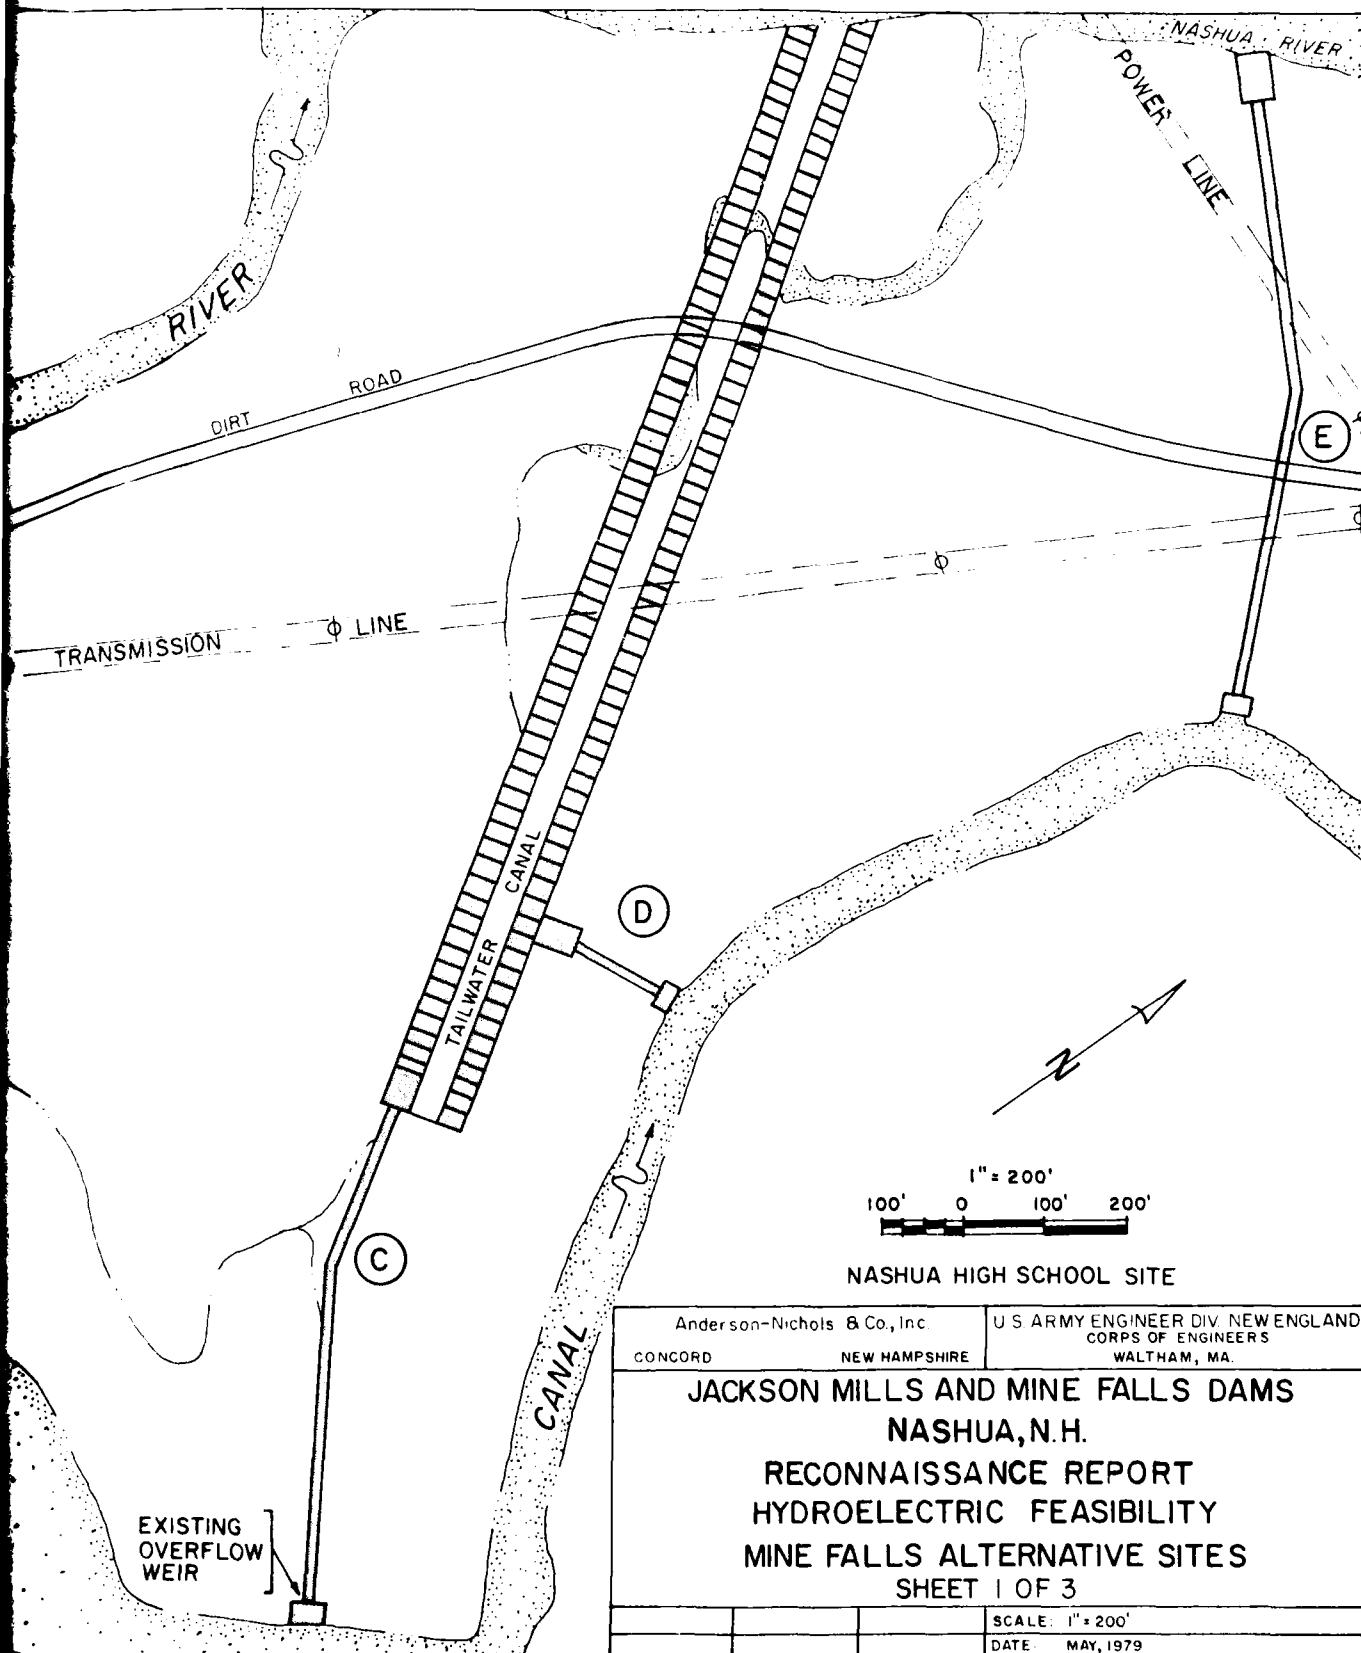 NASHUA RIVER
POWER LINE
RIVER
DIRT ROAD
E
TRANSMISSION LINE
TAILWATER CANAL
D
N
C
CANAL
1" = 200'
100' 0 100' 200'
NASHUA HIGH SCHOOL SITE
EXISTING
OVERFLOW
WEIR
Anderson-Nichols & Co., Inc.
CONCORD NEW HAMPSHIRE
U S ARMY ENGINEER DIV. NEW ENGLAND
CORPS OF ENGINEERS
WALTHAM, MA.
JACKSON MILLS AND MINE FALLS DAMS
NASHUA, N.H.
RECONNAISSANCE REPORT
HYDROELECTRIC FEASIBILITY
MINE FALLS ALTERNATIVE SITES
SHEET 1 OF 3
SCALE: 1" = 200'
DATE MAY, 1979